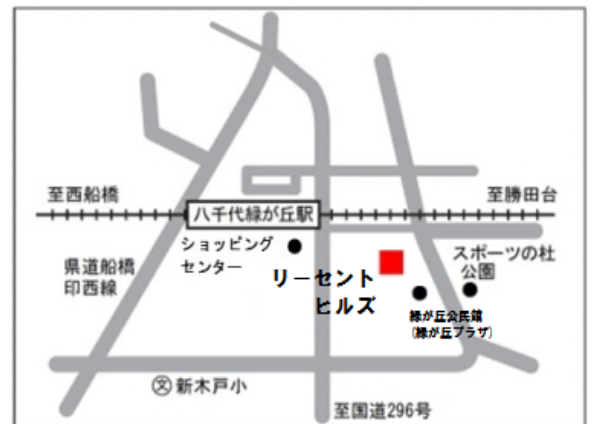 至西船橋
至勝田台
八千代緑が丘駅
ショッピング
センター
スポーツの杜
公園
県道船橋
印西線
リーセント
ヒルズ
緑が丘公民館
(緑が丘プラザ)
文 新木戸小
至国道296号